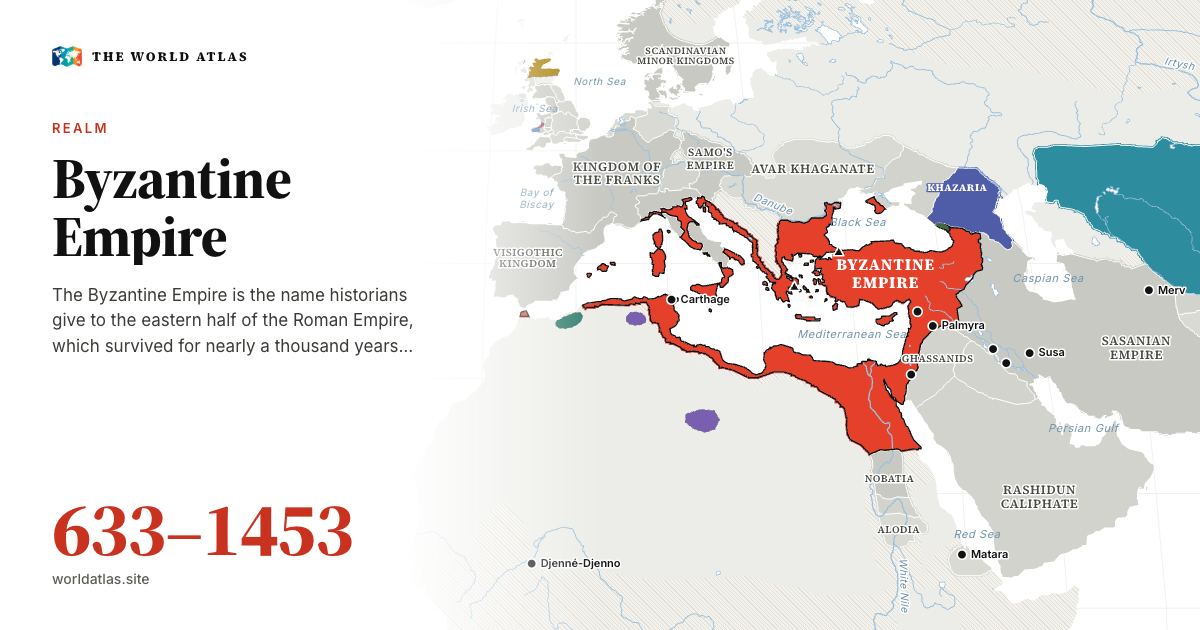 THE WORLD ATLAS
REALM
Byzantine
Empire
The Byzantine Empire is the name historians
give to the eastern half of the Roman Empire,
which survived for nearly a thousand years...
633–1453
worldatlas.site
SCANDINAVIAN
MINOR KINGDOMS
North Sea
Irish Sea
Irtysh
KINGDOM OF
THE FRANKS
SAMO'S
EMPIRE
AVAR KHAGANATE
KHAZARIA
Bay of
Biscay
Danube
Black Sea
VISIGOTHIC
KINGDOM
BYZANTINE
EMPIRE
Caspian Sea
Merv
Carthage
Palmyra
Mediterranean Sea
GHASSANIDS
Susa
SASANIAN
EMPIRE
Persian Gulf
NOBATIA
RASHIDUN
CALIPHATE
ALODIA
Red Sea
Matara
Djenné-Djenno
White Nile